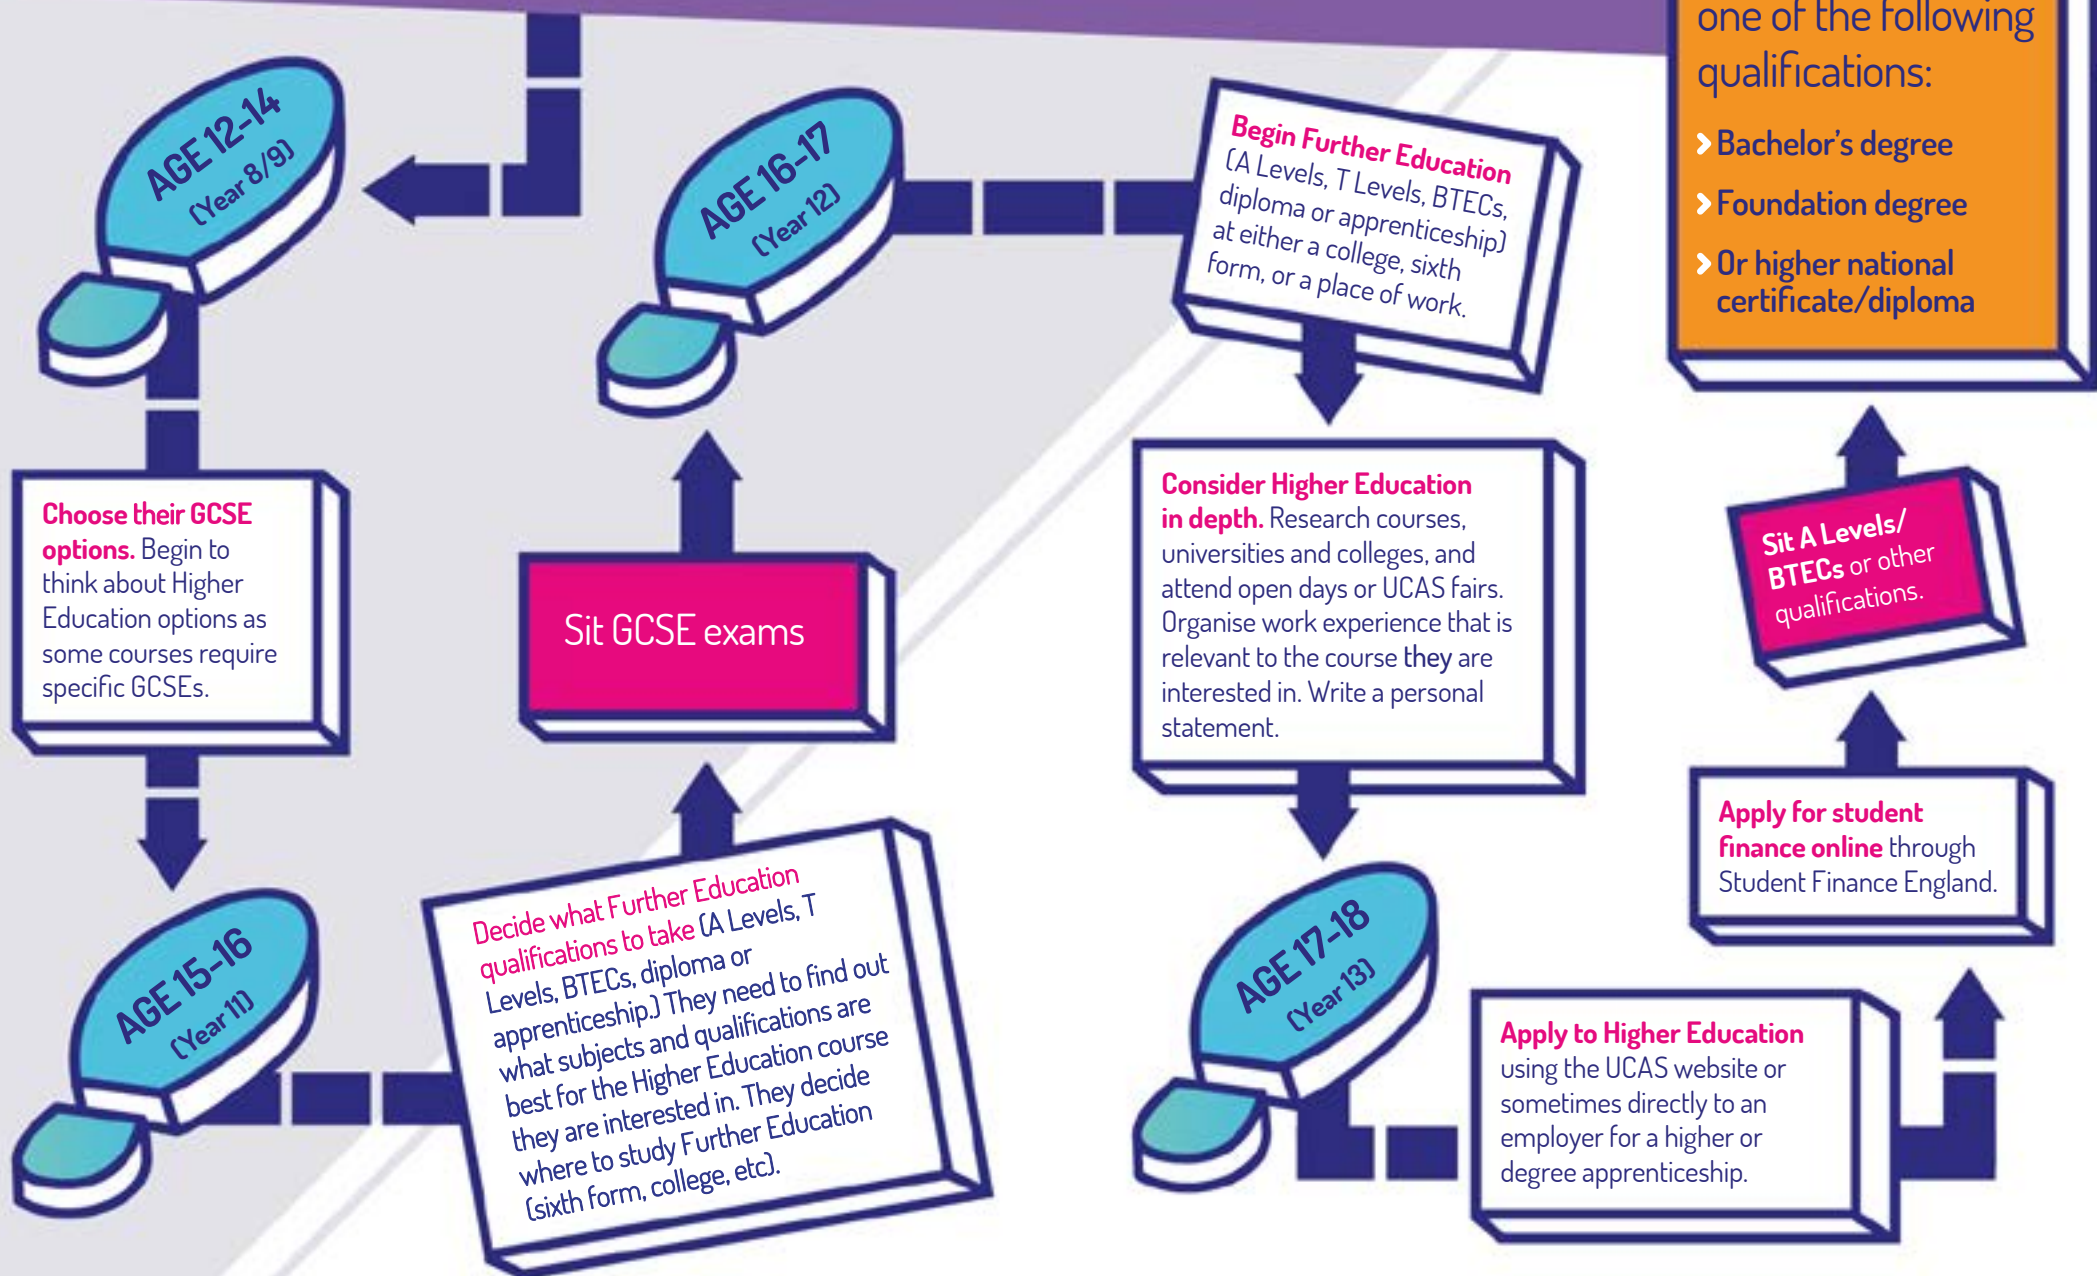 AGE 12-14
(Year 8/9)
Choose their GCSE
options. Begin to
think about Higher
Education options as
some courses require
specific GCSEs.
AGE 15-16
(Year 11)
Decide what Further Education
qualifications to take (A Levels, T
Levels, BTECs, diploma or
apprenticeship.) They need to find out
what subjects and qualifications are
best for the Higher Education course
they are interested in. They decide
where to study Further Education
(sixth form, college, etc).
Sit GCSE exams
AGE 16-17
(Year 12)
Begin Further Education
(A Levels, T Levels, BTECs,
diploma or apprenticeship)
at either a college, sixth
form, or a place of work.
Consider Higher Education
in depth. Research courses,
universities and colleges, and
attend open days or UCAS fairs.
Organise work experience that is
relevant to the course they are
interested in. Write a personal
statement.
AGE 17-18
(Year 13)
Apply to Higher Education
using the UCAS website or
sometimes directly to an
employer for a higher or
degree apprenticeship.
Apply for student
finance online through
Student Finance England.
Sit A Levels/
BTECs or other
qualifications.
one of the following
qualifications:
Bachelor's degree
Foundation degree
Or higher national
certificate/diploma